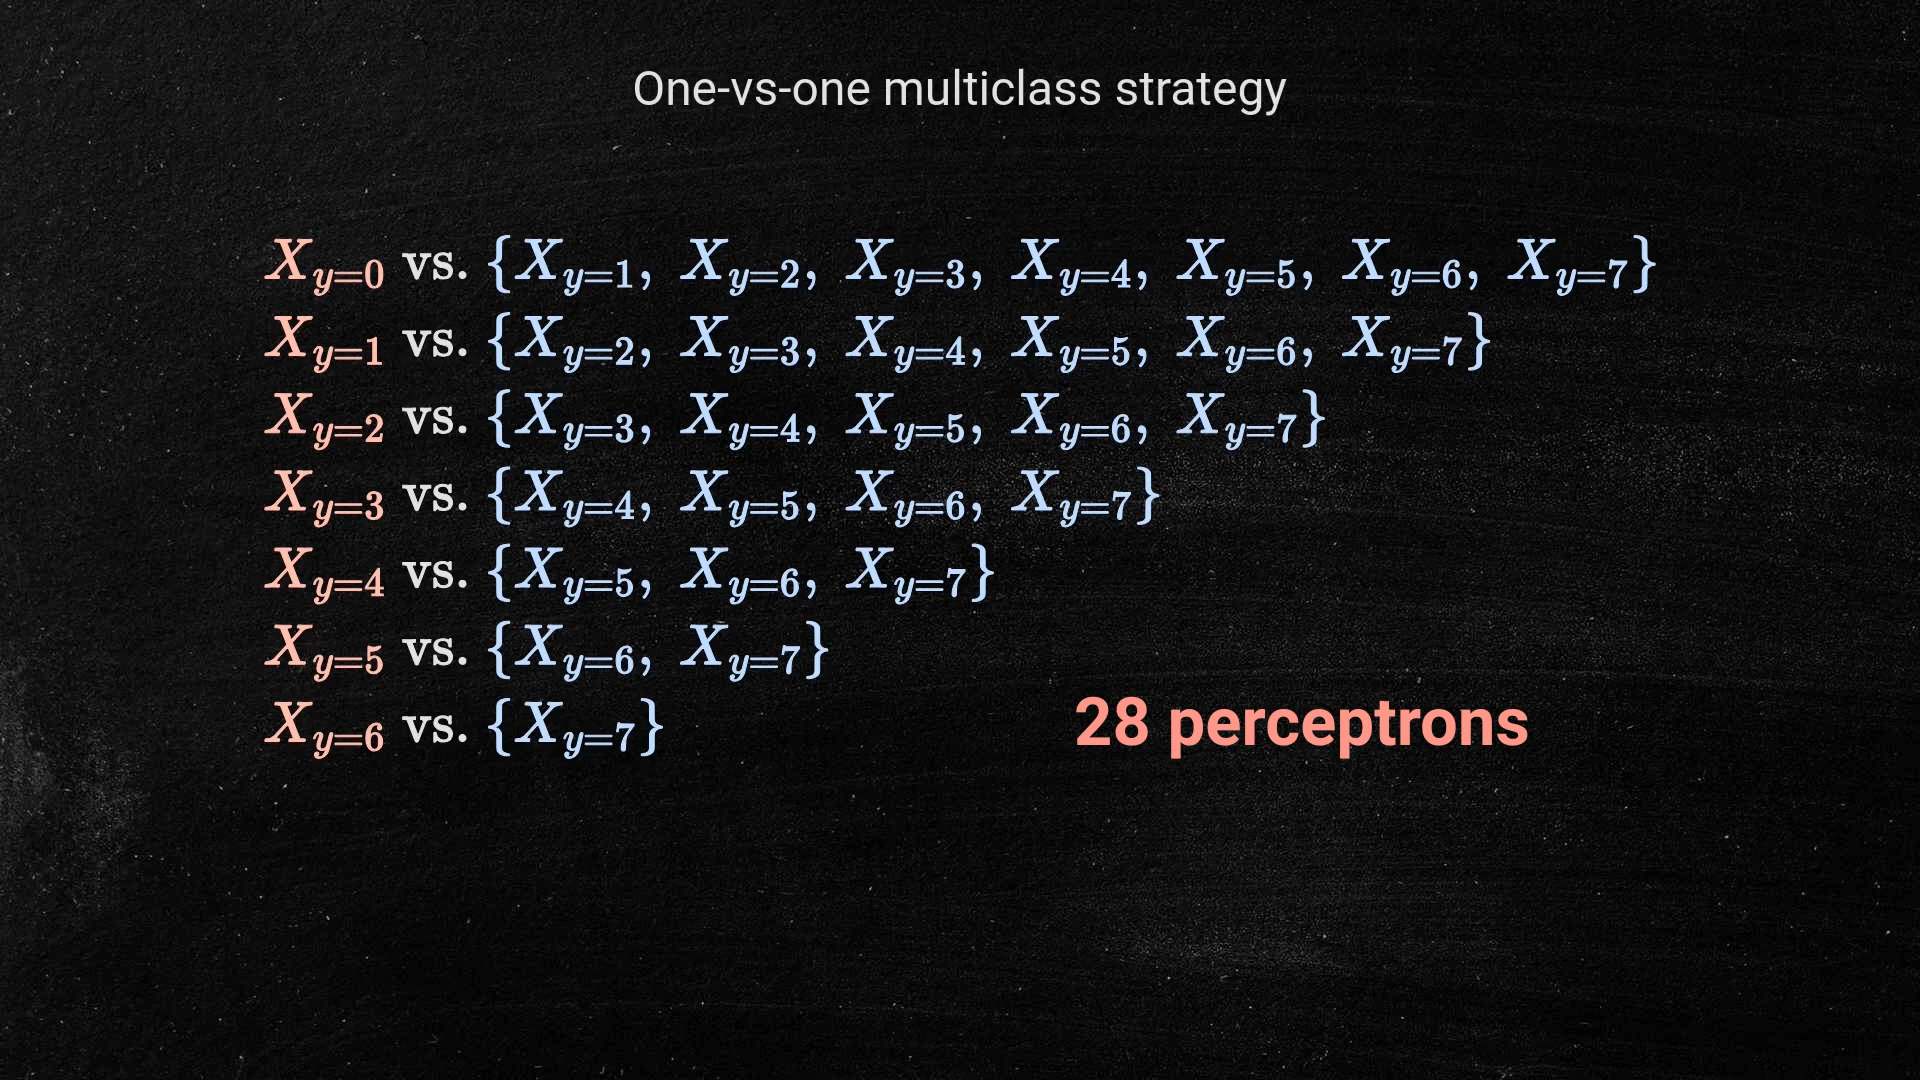 One-vs-one multiclass strategy
X_{y=0} vs. {X_{y=1}, X_{y=2}, X_{y=3}, X_{y=4}, X_{y=5}, X_{y=6}, X_{y=7}}
X_{y=1} vs. {X_{y=2}, X_{y=3}, X_{y=4}, X_{y=5}, X_{y=6}, X_{y=7}}
X_{y=2} vs. {X_{y=3}, X_{y=4}, X_{y=5}, X_{y=6}, X_{y=7}}
X_{y=3} vs. {X_{y=4}, X_{y=5}, X_{y=6}, X_{y=7}}
X_{y=4} vs. {X_{y=5}, X_{y=6}, X_{y=7}}
X_{y=5} vs. {X_{y=6}, X_{y=7}}
X_{y=6} vs. {X_{y=7}}
28 perceptrons